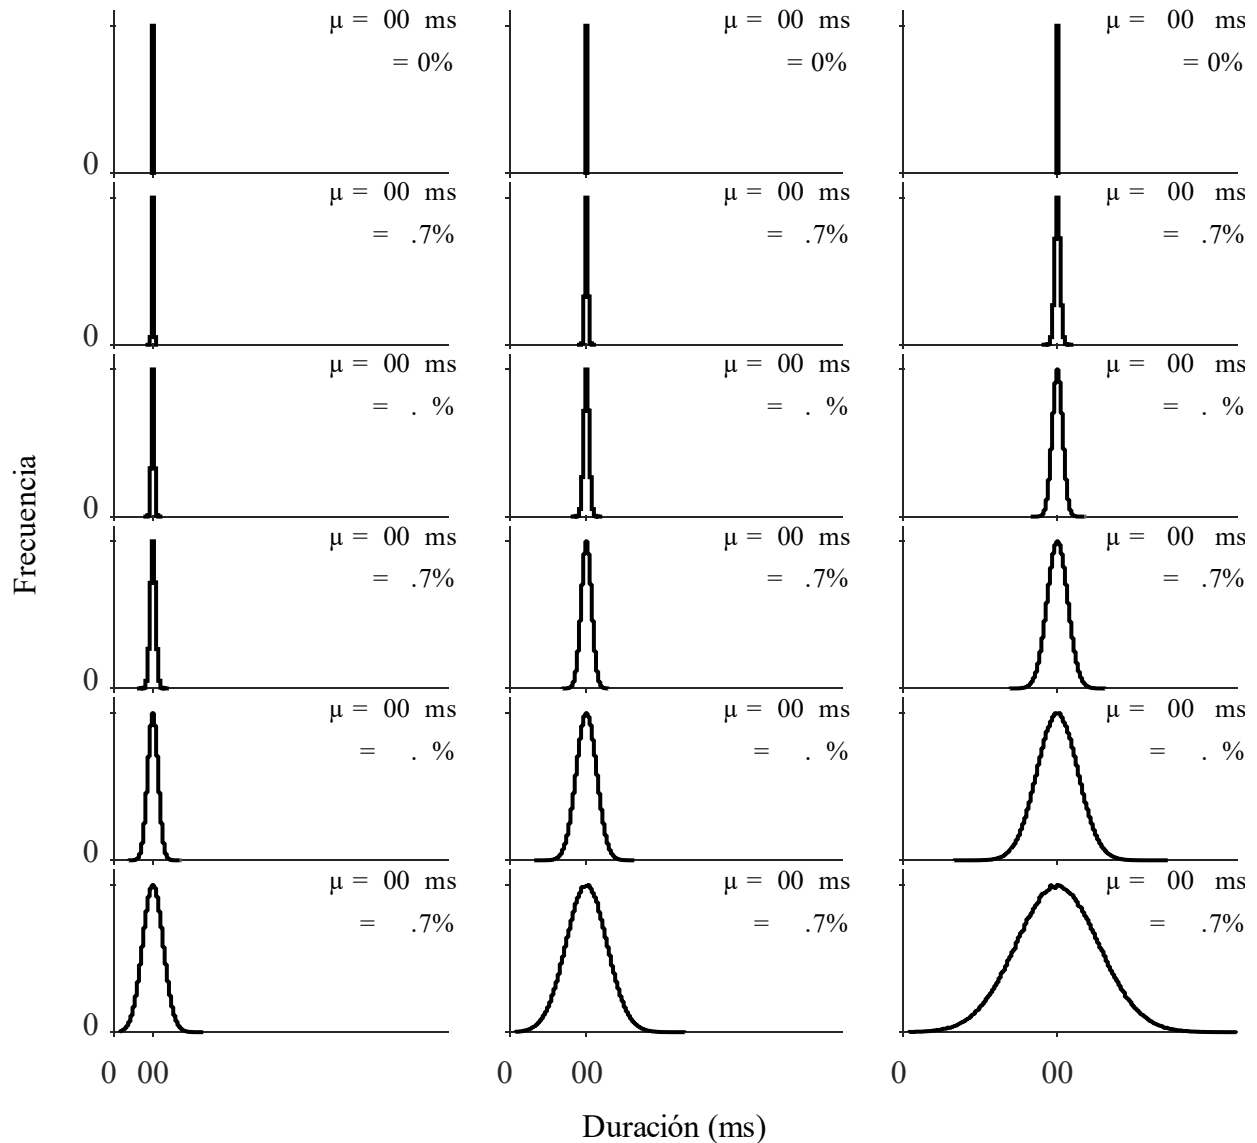 μ = 00 ms
= 0%
μ = 00 ms
= 0%
μ = 00 ms
= 0%
0
μ = 00 ms
= .7%
μ = 00 ms
= .7%
μ = 00 ms
= .7%
0
μ = 00 ms
= . %
μ = 00 ms
= . %
μ = 00 ms
= . %
0
Frecuencia
μ = 00 ms
= .7%
μ = 00 ms
= .7%
μ = 00 ms
= .7%
0
μ = 00 ms
= . %
μ = 00 ms
= . %
μ = 00 ms
= . %
0
μ = 00 ms
= .7%
μ = 00 ms
= .7%
μ = 00 ms
= .7%
0
0 00 0 00 0 00
Duración (ms)